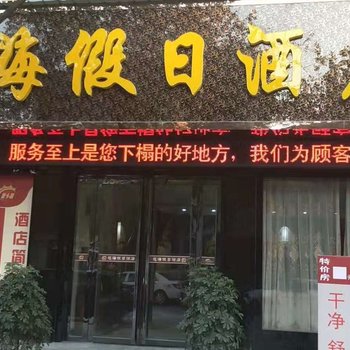 海假日酒
服务至上是您下榻的好地方，我们为顾客
酒店简
特价房
干净 舒